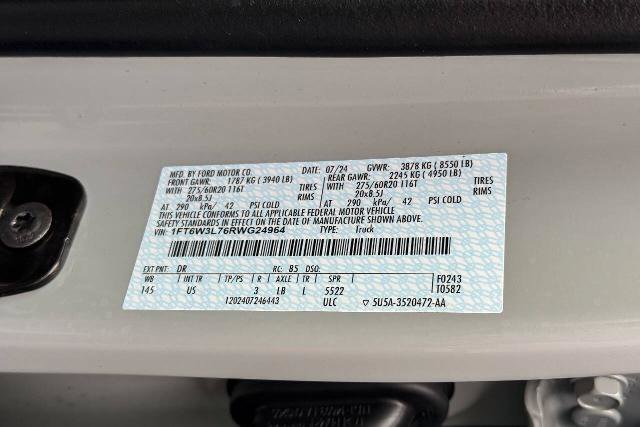 MFD. BY FORD MOTOR CO. 07/24 GVWR: 3878 KG ( 8550 LB)
FRONT GAWR: 1787 KG ( 3940 LB) REAR GAWR: 2245 KG ( 4950 LB)
WITH 275/60R20 116T TIRES WITH 275/60R20 116T TIRES
20x8.5J RIMS 20x8.5J RIMS
AT 290 kPa/ 42 PSI COLD AT 290 kPa/ 42 PSI COLD
THIS VEHICLE CONFORMS TO ALL APPLICABLE FEDERAL MOTOR VEHICLE
SAFETY STANDARDS IN EFFECT ON THE DATE OF MANUFACTURE SHOWN ABOVE.
VIN: 1FT6W3L76RWG24964 TYPE: Truck
EXT PNT: DR RC: 85 DSO:
WB INT TR TP/PS R AXLE TR SPR F0243
145 US 3 LB L 5522 T0582
1202407246443 ULC ▽ 5U5A-3520472-AA